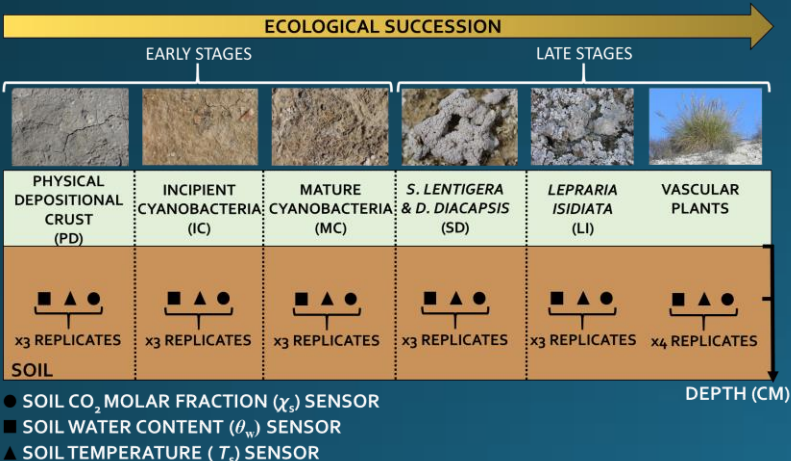 ECOLOGICAL SUCCESSION
EARLY STAGES
LATE STAGES
PHYSICAL
DEPOSITIONAL
CRUST
(PD)
INCIPIENT
CYANOBACTERIA
(IC)
MATURE
CYANOBACTERIA
(MC)
S. LENTIGERA
& D. DIACAPSIS
(SD)
LEPRARIA
ISIDIATA
(LI)
VASCULAR
PLANTS
x3 REPLICATES
x3 REPLICATES
x3 REPLICATES
x3 REPLICATES
x3 REPLICATES
x4 REPLICATES
SOIL
DEPTH (CM)
● SOIL CO₂ MOLAR FRACTION (χₛ) SENSOR
■ SOIL WATER CONTENT (θw) SENSOR
▲ SOIL TEMPERATURE (Tₛ) SENSOR